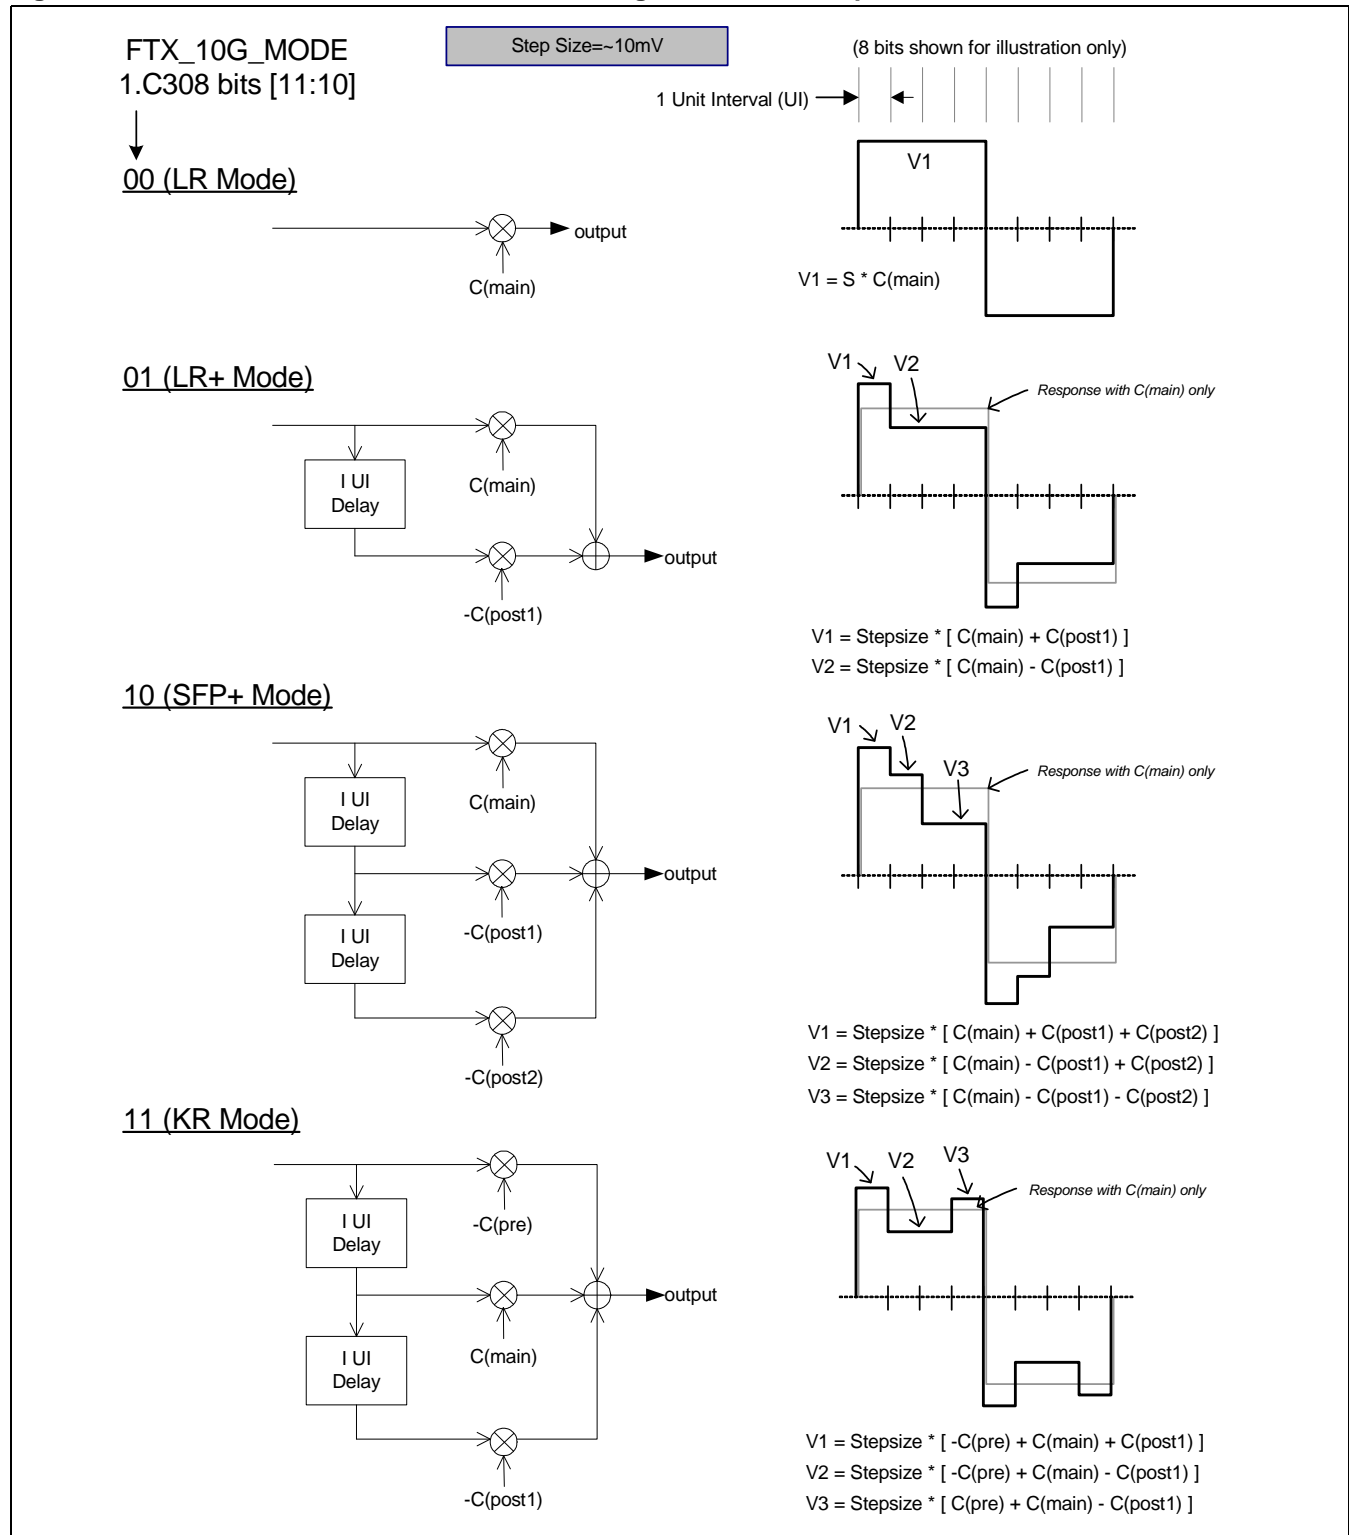 FTX_10G_MODE
1.C308 bits [11:10]
Step Size=~10mV
(8 bits shown for illustration only)
1 Unit Interval (UI)
00 (LR Mode)
V1
output
C(main)
V1 = S * C(main)
01 (LR+ Mode)
V1
V2
Response with C(main) only
I UI
Delay
C(main)
output
-C(post1)
V1 = Stepsize * [ C(main) + C(post1) ]
V2 = Stepsize * [ C(main) - C(post1) ]
10 (SFP+ Mode)
V1
V2
V3
Response with C(main) only
I UI
Delay
C(main)
output
I UI
Delay
-C(post1)
-C(post2)
V1 = Stepsize * [ C(main) + C(post1) + C(post2) ]
V2 = Stepsize * [ C(main) - C(post1) + C(post2) ]
V3 = Stepsize * [ C(main) - C(post1) - C(post2) ]
11 (KR Mode)
V1
V2
V3
Response with C(main) only
I UI
Delay
-C(pre)
output
I UI
Delay
C(main)
-C(post1)
V1 = Stepsize * [ -C(pre) + C(main) + C(post1) ]
V2 = Stepsize * [ -C(pre) + C(main) - C(post1) ]
V3 = Stepsize * [ C(pre) + C(main) - C(post1) ]